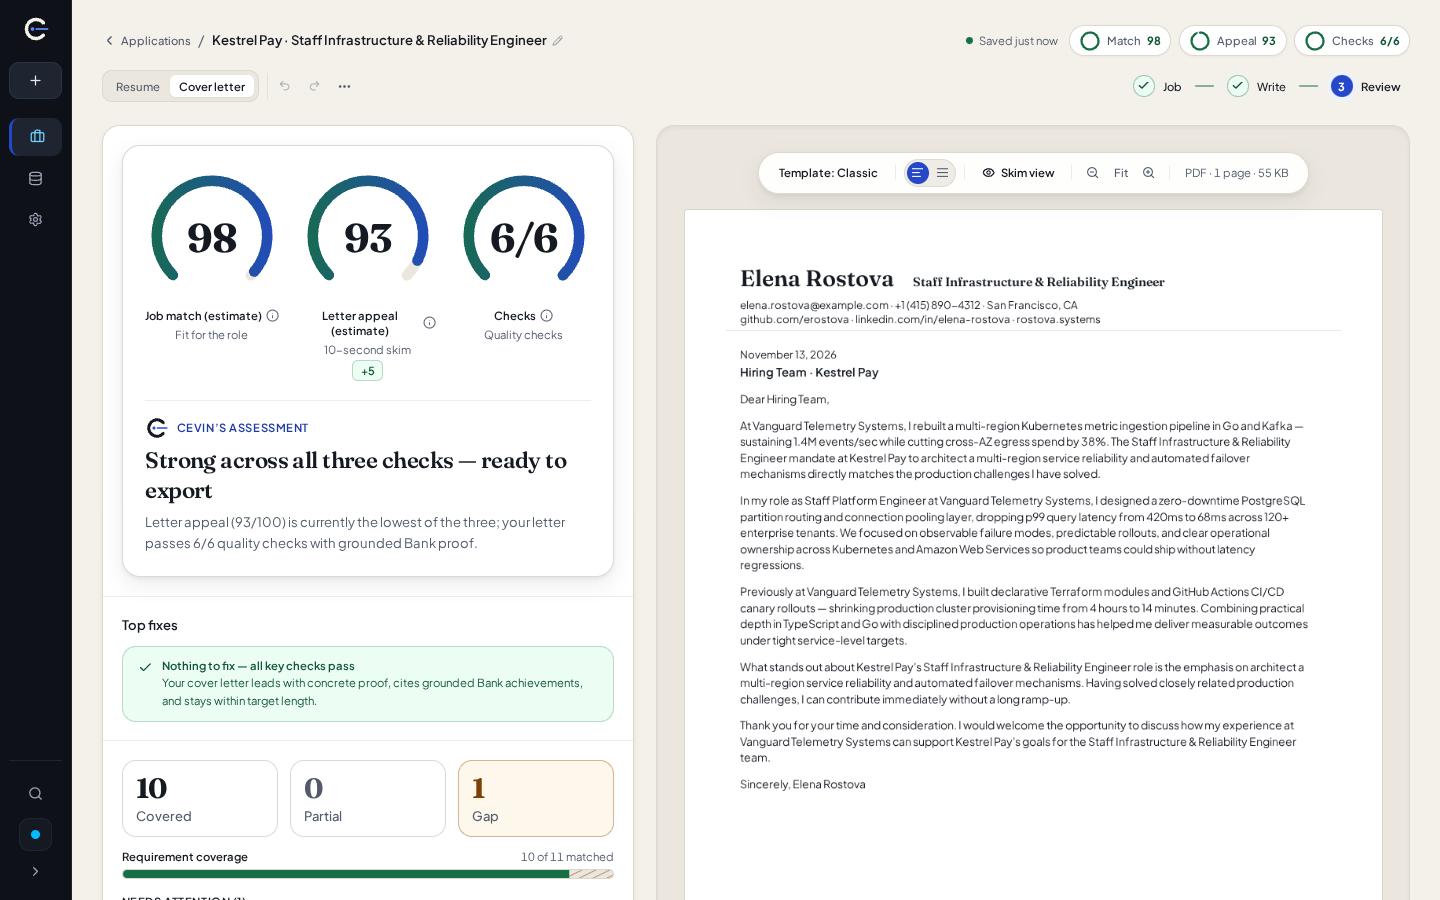 Applications / Kestrel Pay · Staff Infrastructure & Reliability Engineer
Saved just now
Match 98
Appeal 93
Checks 6/6
Resume
Cover letter
Job
Write
3 Review
98
Job match (estimate)
Fit for the role
93
Letter appeal
(estimate)
10-second skim
+5
6/6
Checks
Quality checks
CEVIN'S ASSESSMENT
Strong across all three checks — ready to
export
Letter appeal (93/100) is currently the lowest of the three; your letter
passes 6/6 quality checks with grounded Bank proof.
Top fixes
Nothing to fix — all key checks pass
Your cover letter leads with concrete proof, cites grounded Bank achievements,
and stays within target length.
10
Covered
0
Partial
1
Gap
Requirement coverage
10 of 11 matched
NEEDS ATTENTION (1)
Template: Classic
Skim view
Fit
PDF · 1 page · 55 KB
Elena Rostova Staff Infrastructure & Reliability Engineer
elena.rostova@example.com · +1 (415) 890-4312 · San Francisco, CA
github.com/erostova · linkedin.com/in/elena-rostova · rostova.systems
November 13, 2026
Hiring Team · Kestrel Pay
Dear Hiring Team,
At Vanguard Telemetry Systems, I rebuilt a multi-region Kubernetes metric ingestion pipeline in Go and Kafka —
sustaining 1.4M events/sec while cutting cross-AZ egress spend by 38%. The Staff Infrastructure & Reliability
Engineer mandate at Kestrel Pay to architect a multi-region service reliability and automated failover
mechanisms directly matches the production challenges I have solved.
In my role as Staff Platform Engineer at Vanguard Telemetry Systems, I designed a zero-downtime PostgreSQL
partition routing and connection pooling layer, dropping p99 query latency from 420ms to 68ms across 120+
enterprise tenants. We focused on observable failure modes, predictable rollouts, and clear operational
ownership across Kubernetes and Amazon Web Services so product teams could ship without latency
regressions.
Previously at Vanguard Telemetry Systems, I built declarative Terraform modules and GitHub Actions CI/CD
canary rollouts — shrinking production cluster provisioning time from 4 hours to 14 minutes. Combining practical
depth in TypeScript and Go with disciplined production operations has helped me deliver measurable outcomes
under tight service-level targets.
What stands out about Kestrel Pay's Staff Infrastructure & Reliability Engineer role is the emphasis on architect a
multi-region service reliability and automated failover mechanisms. Having solved closely related production
challenges, I can contribute immediately without a long ramp-up.
Thank you for your time and consideration. I would welcome the opportunity to discuss how my experience at
Vanguard Telemetry Systems can support Kestrel Pay's goals for the Staff Infrastructure & Reliability Engineer
team.
Sincerely, Elena Rostova